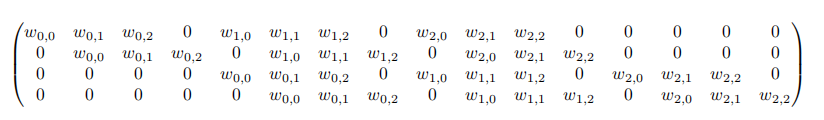 w0,0 w0,1 w0,2 0 w1,0 w1,1 w1,2 0 w2,0 w2,1 w2,2 0 0 0 0 0
0 w0,0 w0,1 w0,2 0 w1,0 w1,1 w1,2 0 w2,0 w2,1 w2,2 0 0 0 0
0 0 0 0 w0,0 w0,1 w0,2 0 w1,0 w1,1 w1,2 0 w2,0 w2,1 w2,2 0
0 0 0 0 0 w0,0 w0,1 w0,2 0 w1,0 w1,1 w1,2 0 w2,0 w2,1 w2,2